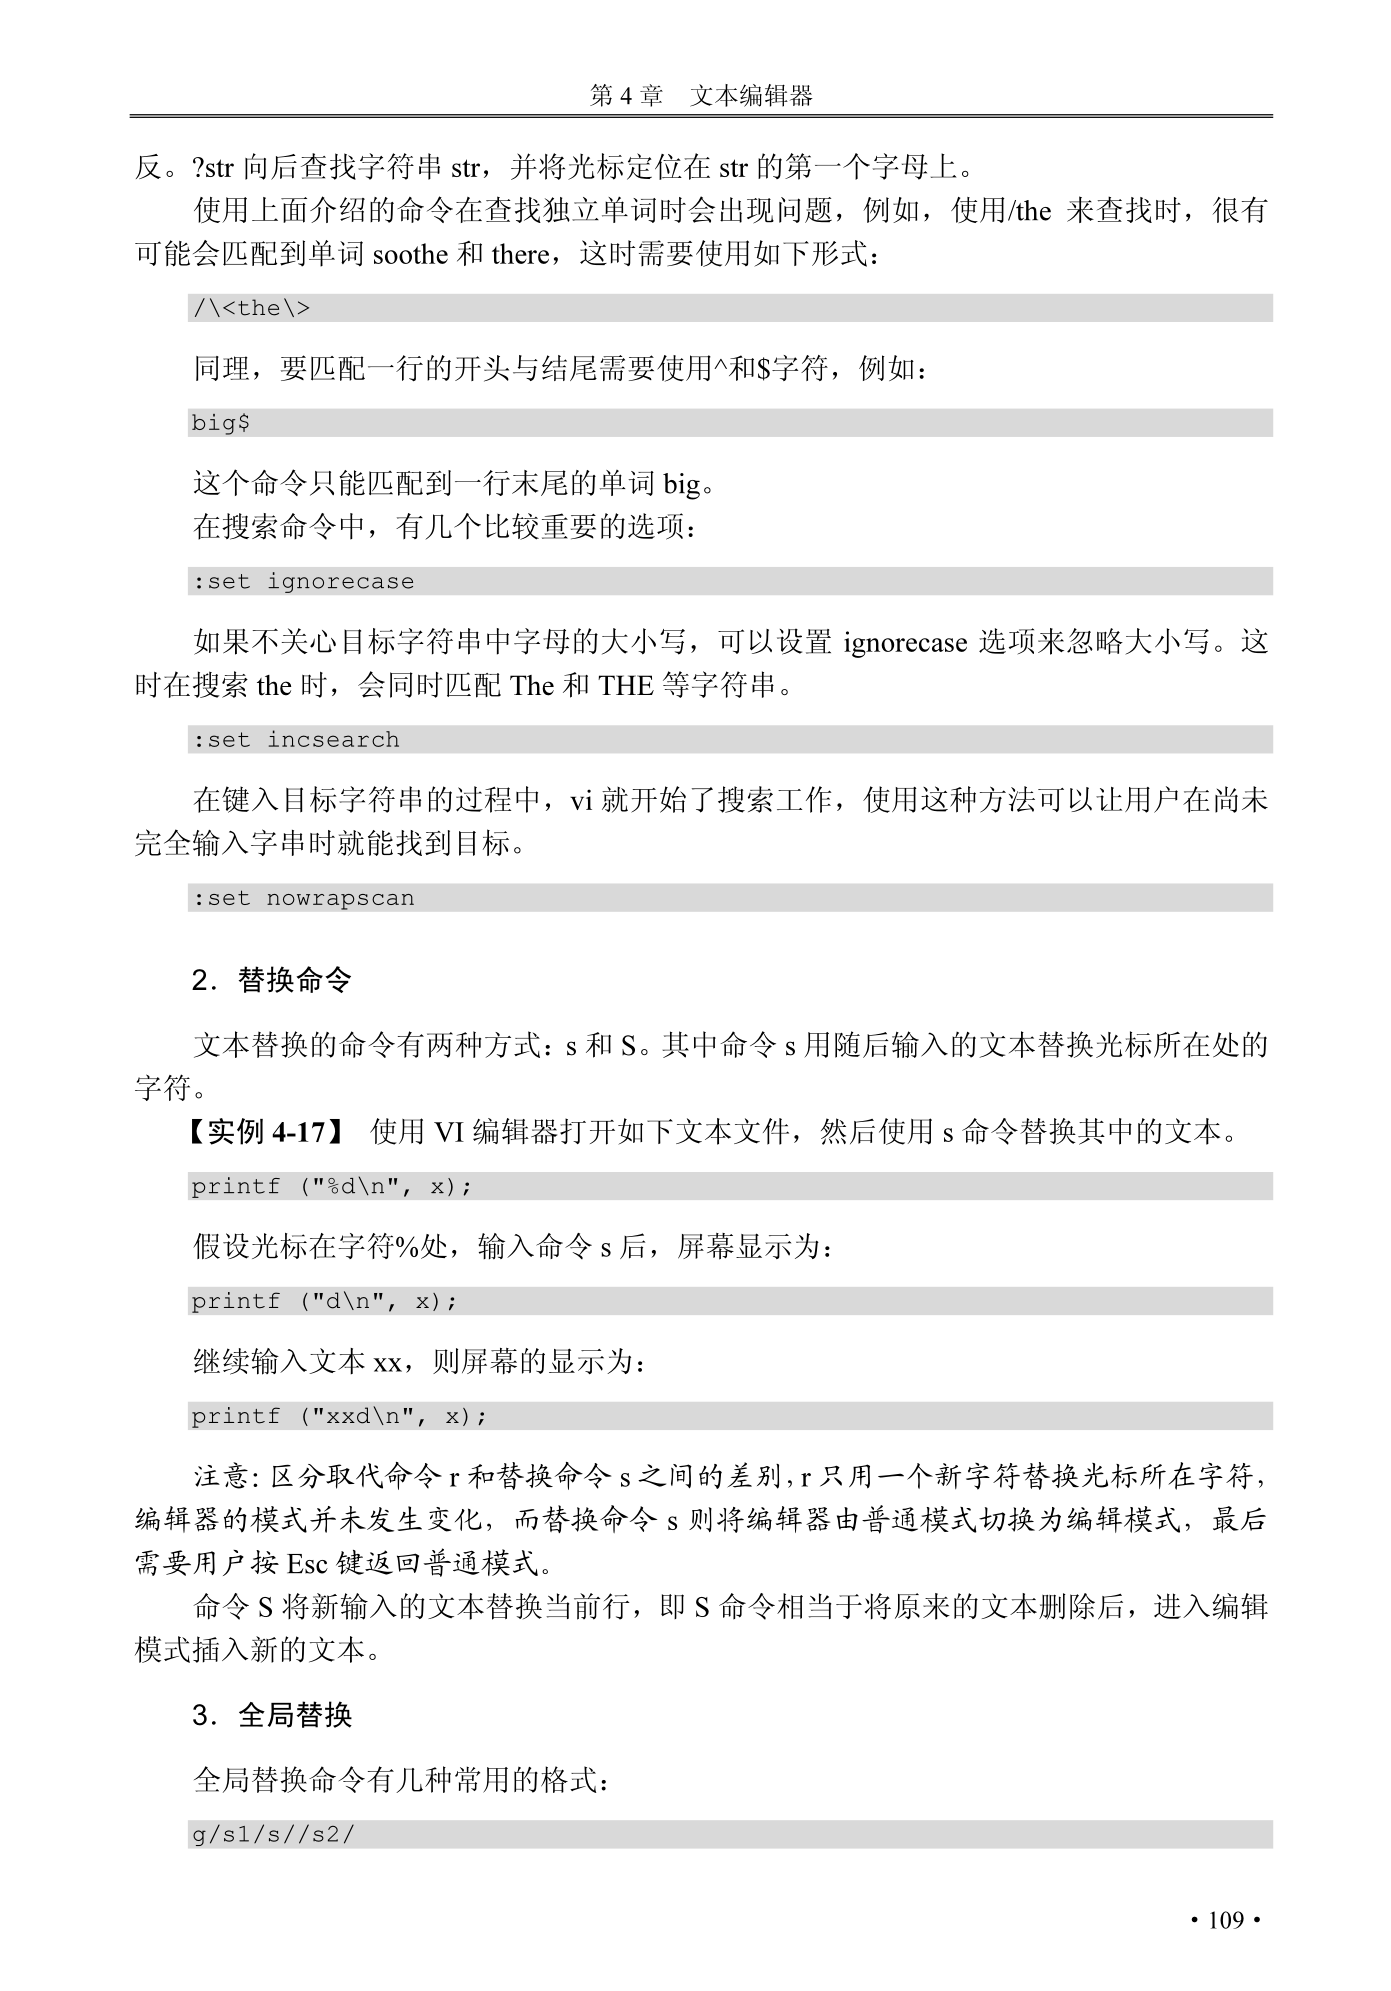 第 4 章　文本编辑器
反。?str 向后查找字符串 str，并将光标定位在 str 的第一个字母上。
使用上面介绍的命令在查找独立单词时会出现问题，例如，使用/the 来查找时，很有
可能会匹配到单词 soothe 和 there，这时需要使用如下形式：
/\<the\>
同理，要匹配一行的开头与结尾需要使用^和$字符，例如：
big$
这个命令只能匹配到一行末尾的单词 big。
在搜索命令中，有几个比较重要的选项：
:set ignorecase
如果不关心目标字符串中字母的大小写，可以设置 ignorecase 选项来忽略大小写。这
时在搜索 the 时，会同时匹配 The 和 THE 等字符串。
:set incsearch
在键入目标字符串的过程中，vi 就开始了搜索工作，使用这种方法可以让用户在尚未
完全输入字串时就能找到目标。
:set nowrapscan
2．替换命令
文本替换的命令有两种方式：s 和 S。其中命令 s 用随后输入的文本替换光标所在处的
字符。
【实例 4-17】 使用 VI 编辑器打开如下文本文件，然后使用 s 命令替换其中的文本。
printf ("%d\n", x);
假设光标在字符%处，输入命令 s 后，屏幕显示为：
printf ("d\n", x);
继续输入文本 xx，则屏幕的显示为：
printf ("xxd\n", x);
注意：区分取代命令 r 和替换命令 s 之间的差别，r 只用一个新字符替换光标所在字符，
编辑器的模式并未发生变化，而替换命令 s 则将编辑器由普通模式切换为编辑模式，最后
需要用户按 Esc 键返回普通模式。
命令 S 将新输入的文本替换当前行，即 S 命令相当于将原来的文本删除后，进入编辑
模式插入新的文本。
3．全局替换
全局替换命令有几种常用的格式：
g/s1/s//s2/
• 109 •